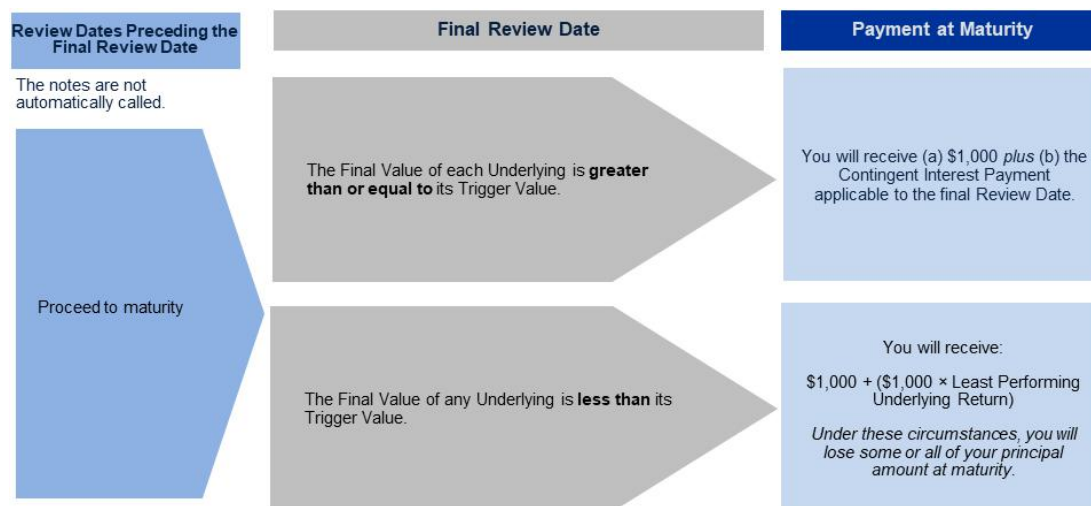 Review Dates Preceding the
Final Review Date
Final Review Date
Payment at Maturity
The notes are not
automatically called.
Proceed to maturity
The Final Value of each Underlying is greater
than or equal to its Trigger Value.
You will receive (a) $1,000 plus (b) the
Contingent Interest Payment
applicable to the final Review Date.
The Final Value of any Underlying is less than its
Trigger Value.
You will receive:
$1,000 + ($1,000 × Least Performing
Underlying Return)
Under these circumstances, you will
lose some or all of your principal
amount at maturity.